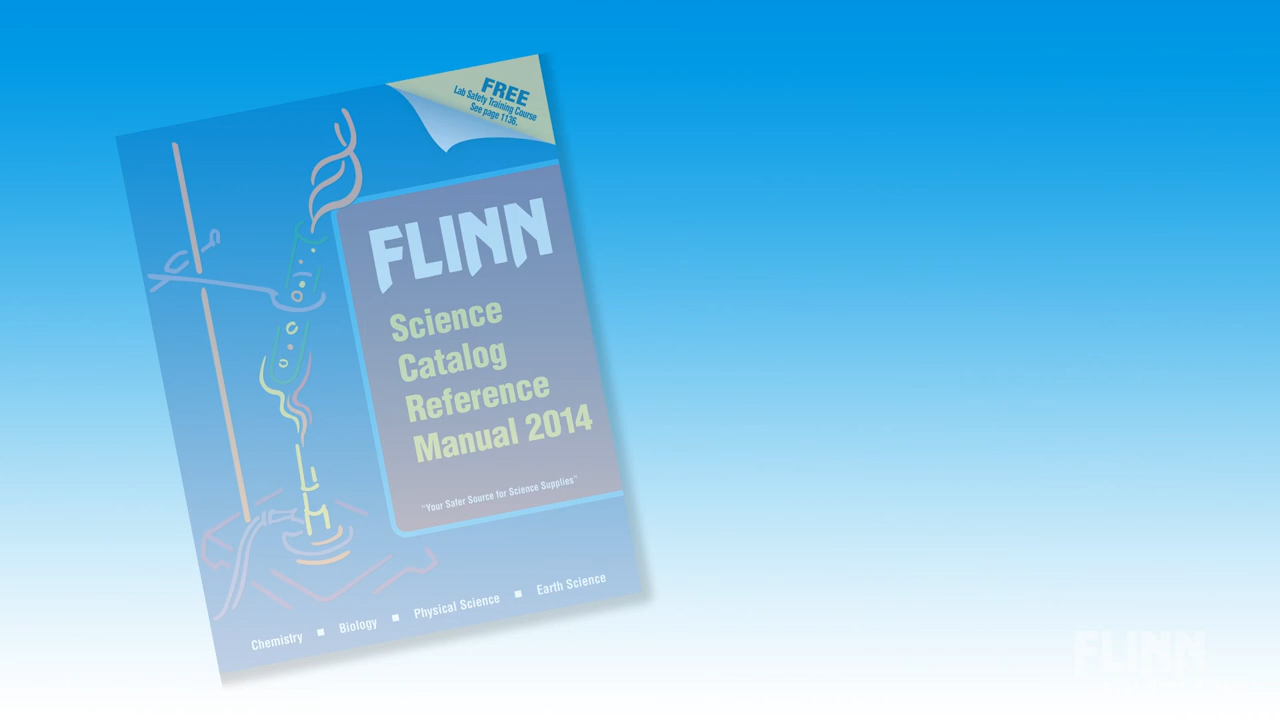 FREE
Lab Safety Training Course
See page 1136.
FLINN
Science
Catalog
Reference
Manual 2014
"Your Safer Source for Science Supplies"
Chemistry ■ Biology ■ Physical Science ■ Earth Science
FLINN